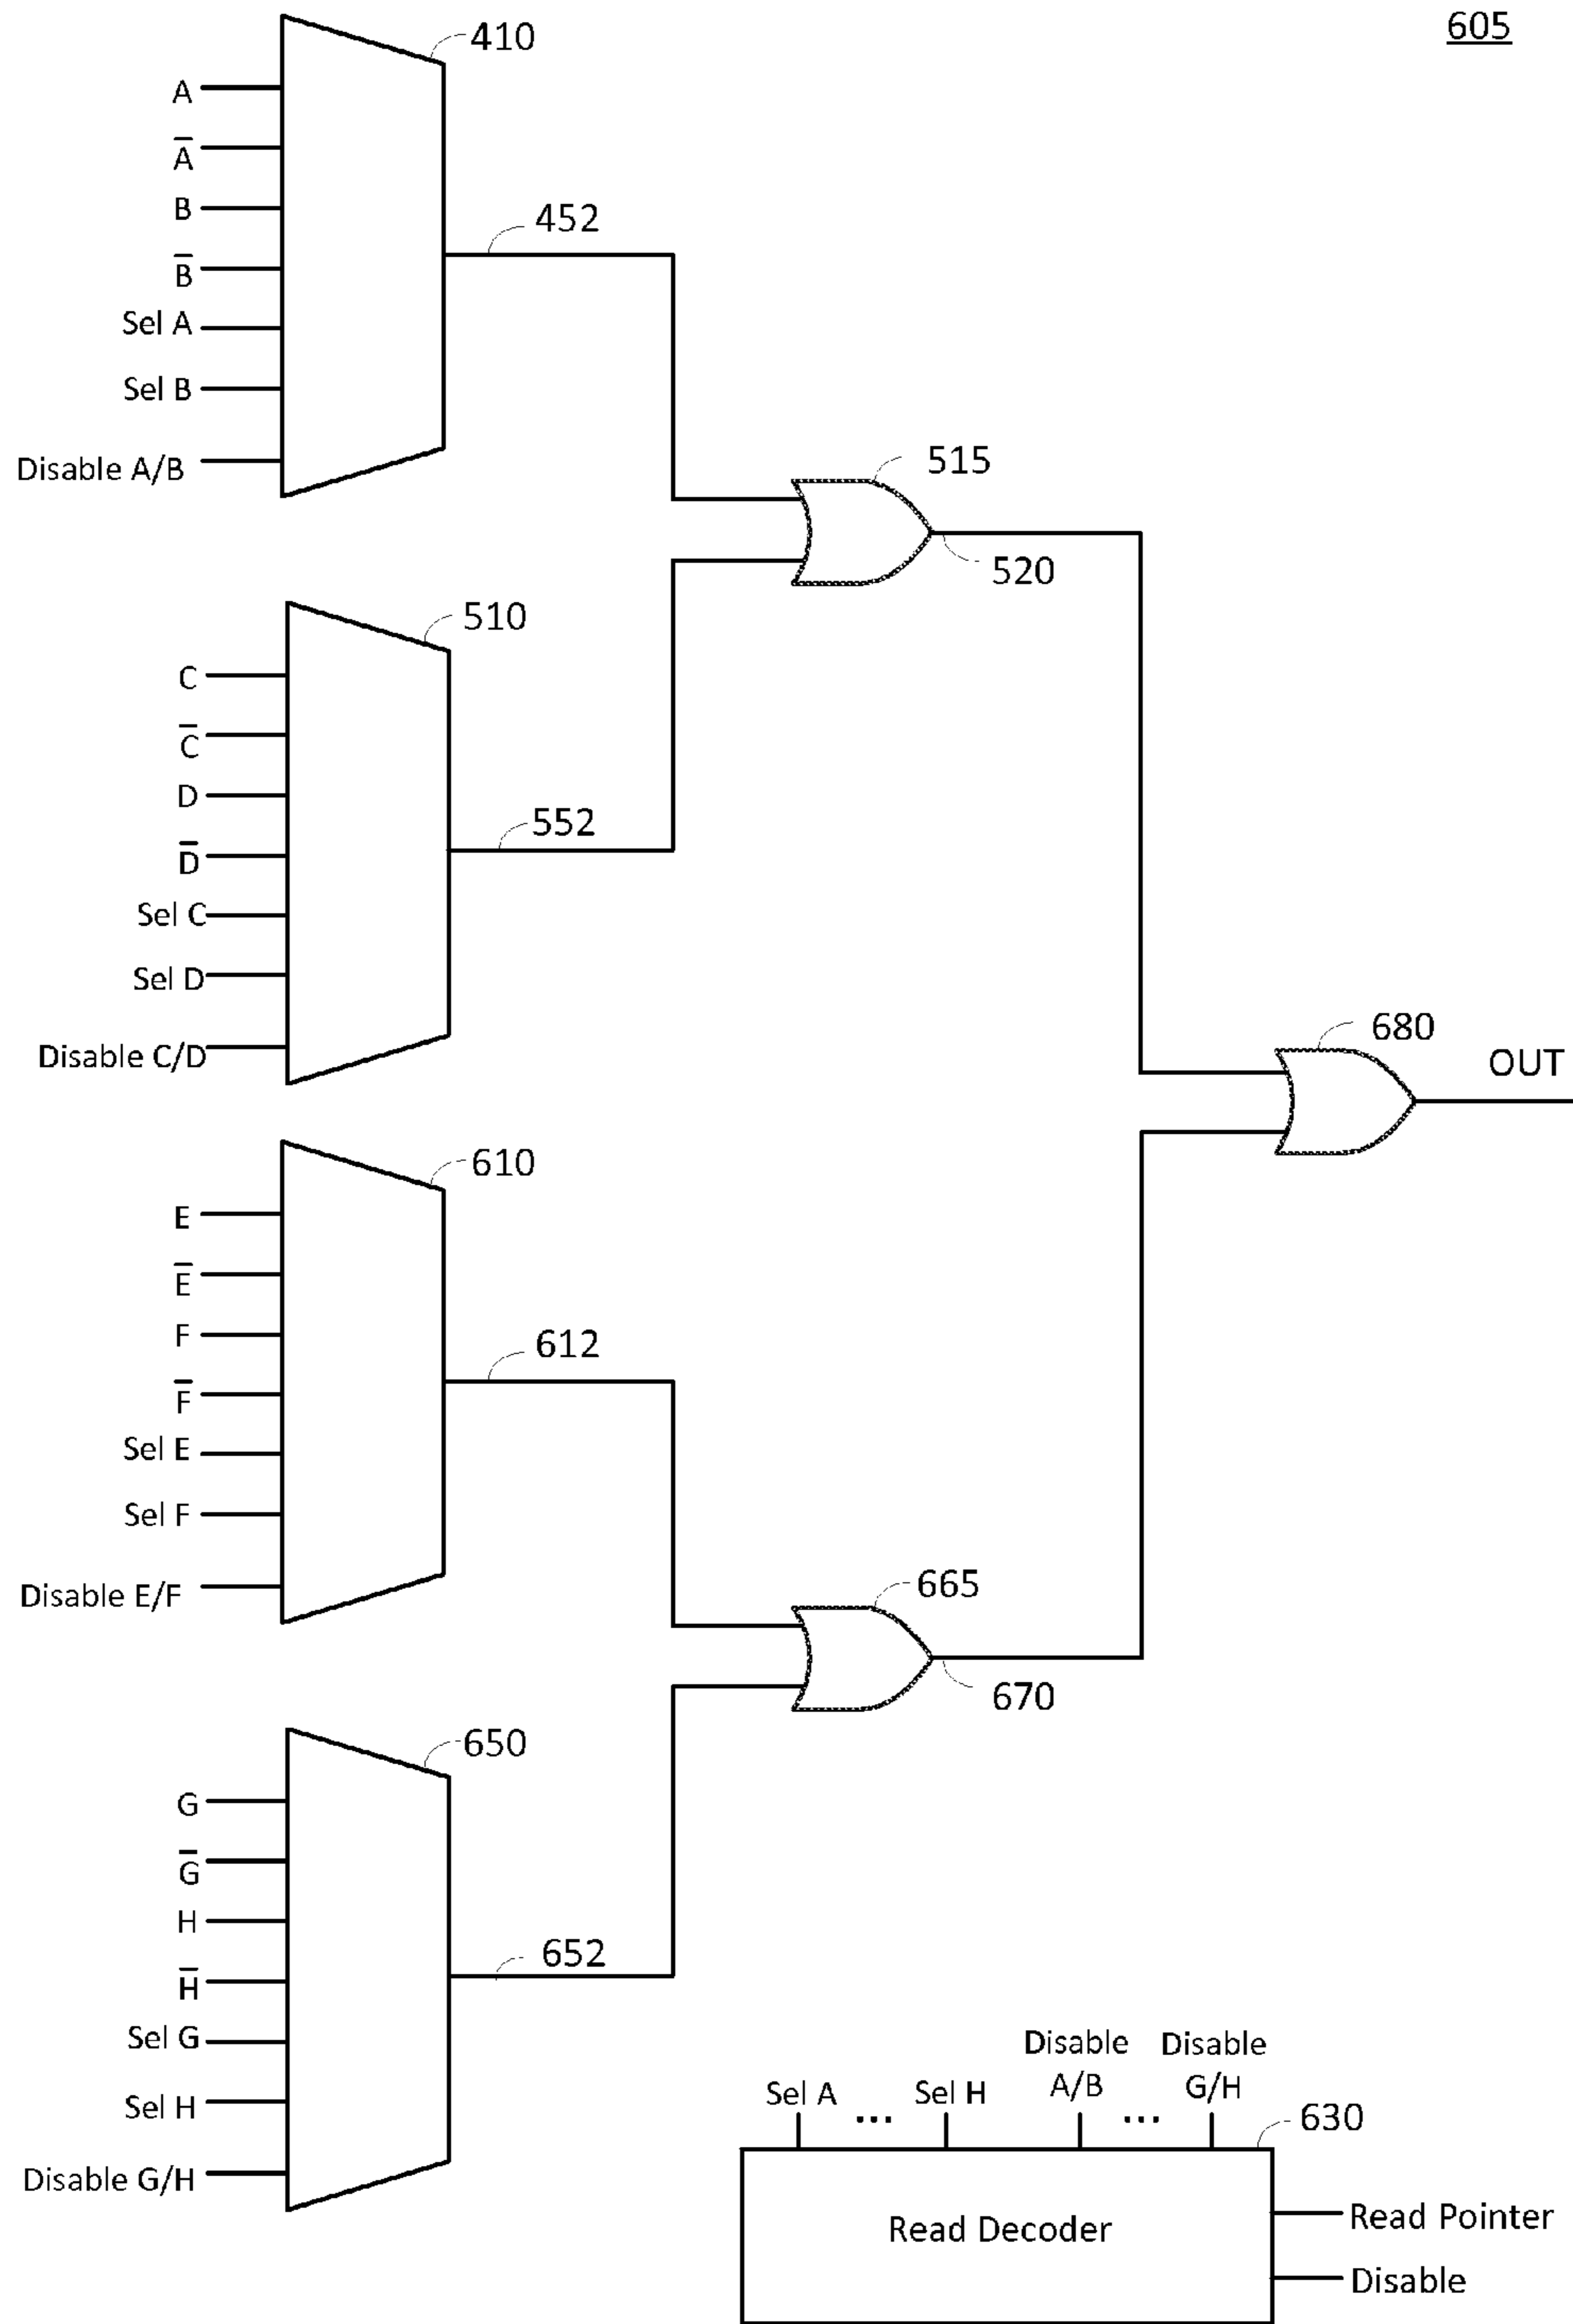 605
410
A
A̅
B
B̅
Sel A
Sel B
Disable A/B
452
515
520
510
C
C̅
D
D̅
Sel C
Sel D
Disable C/D
552
680
OUT
610
E
E̅
F
F̅
Sel E
Sel F
Disable E/F
612
665
670
650
G
G̅
H
H̅
Sel G
Sel H
Disable G/H
652
Sel A
...
Sel H
Disable
A/B
...
Disable
G/H
630
Read Decoder
Read Pointer
Disable